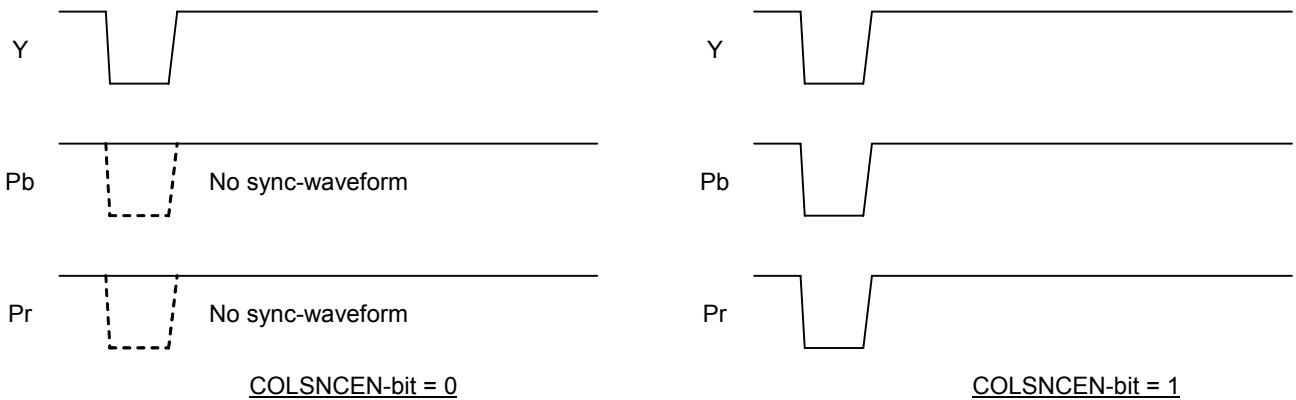 Y
Pb No sync-waveform
Pr No sync-waveform
COLSNCEN-bit = 0
Y
Pb
Pr
COLSNCEN-bit = 1